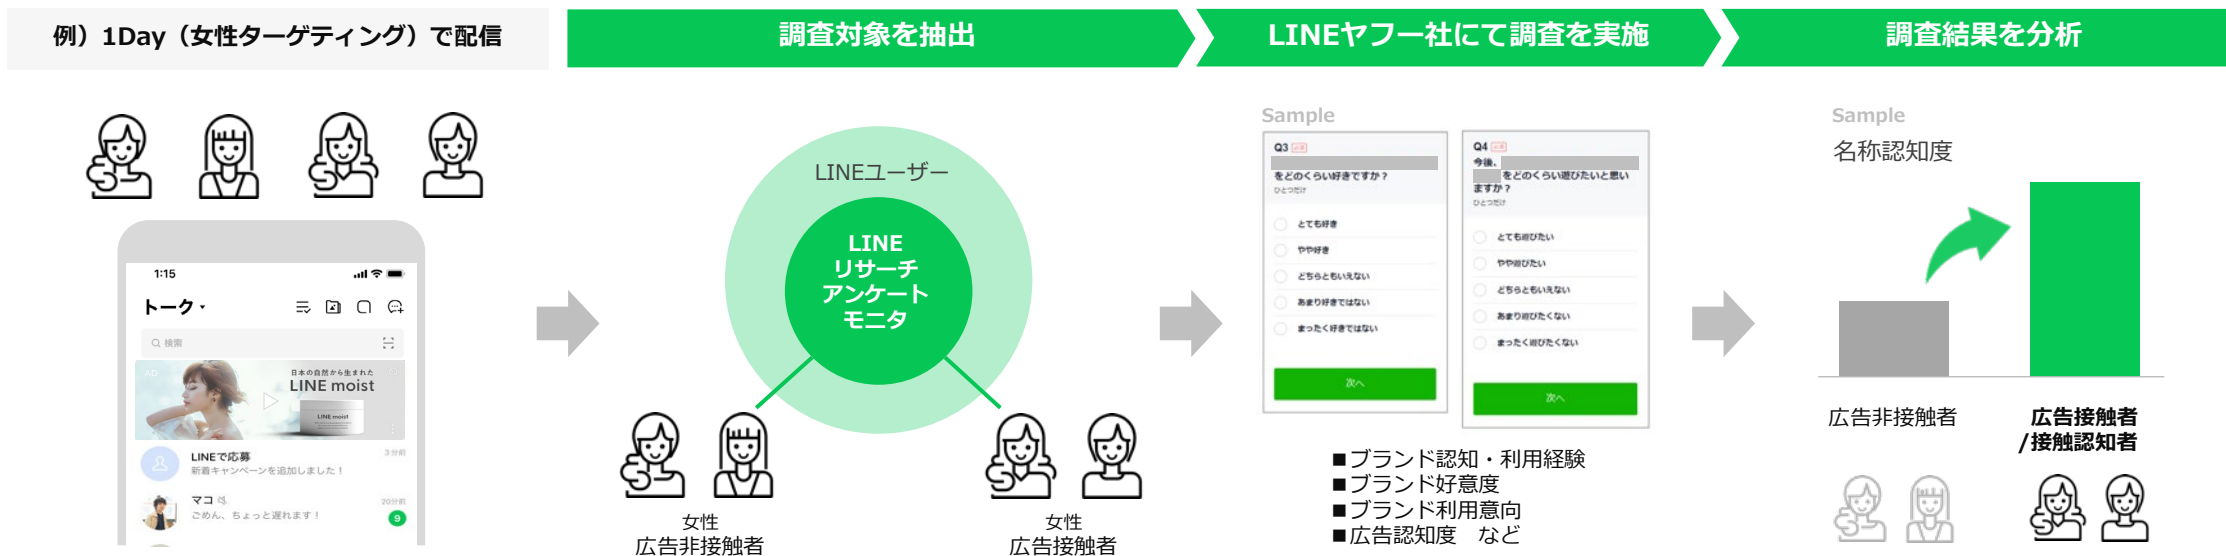 例）1Day（女性ターゲティング）で配信
調査対象を抽出
LINEヤフー社にて調査を実施
調査結果を分析
1:15
トーク
検索
AD
日本の自然から生まれた
LINE moist
LINE moist
LINEで応募
新着キャンペーンを追加しました！
3分前
マコ
ごめん、ちょっと遅れます！
20分前
9
LINEユーザー
LINE
リサーチ
アンケート
モニタ
女性
広告非接触者
女性
広告接触者
Sample
Q3 必須
をどのくらい好きですか？
ひとつだけ
とても好き
やや好き
どちらともいえない
あまり好きではない
まったく好きではない
次へ
Q4 必須
今後、
をどのくらい遊びたいと思い
ますか？
ひとつだけ
とても遊びたい
やや遊びたい
どちらともいえない
あまり遊びたくない
まったく遊びたくない
次へ
■ブランド認知・利用経験
■ブランド好意度
■ブランド利用意向
■広告認知度　など
Sample
名称認知度
広告非接触者
広告接触者
/接触認知者